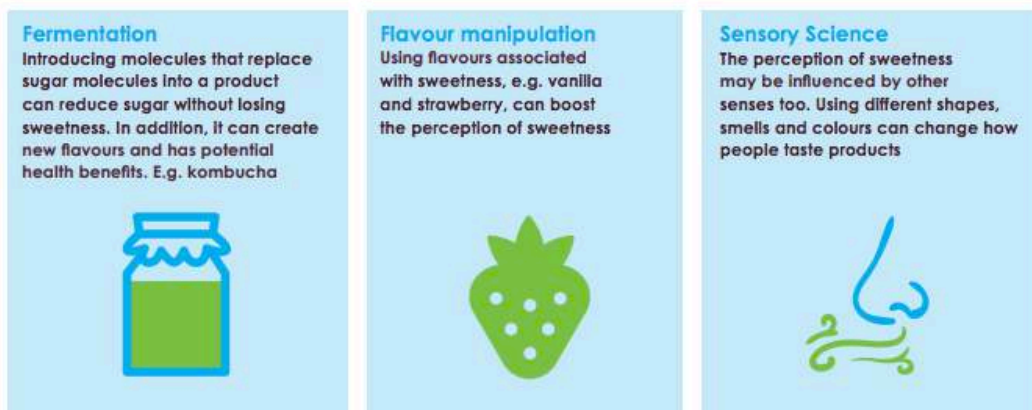 Fermentation
Introducing molecules that replace
sugar molecules into a product
can reduce sugar without losing
sweetness. In addition, it can create
new flavours and has potential
health benefits. E.g. kombucha
Flavour manipulation
Using flavours associated
with sweetness, e.g. vanilla
and strawberry, can boost
the perception of sweetness
Sensory Science
The perception of sweetness
may be influenced by other
senses too. Using different shapes,
smells and colours can change how
people taste products